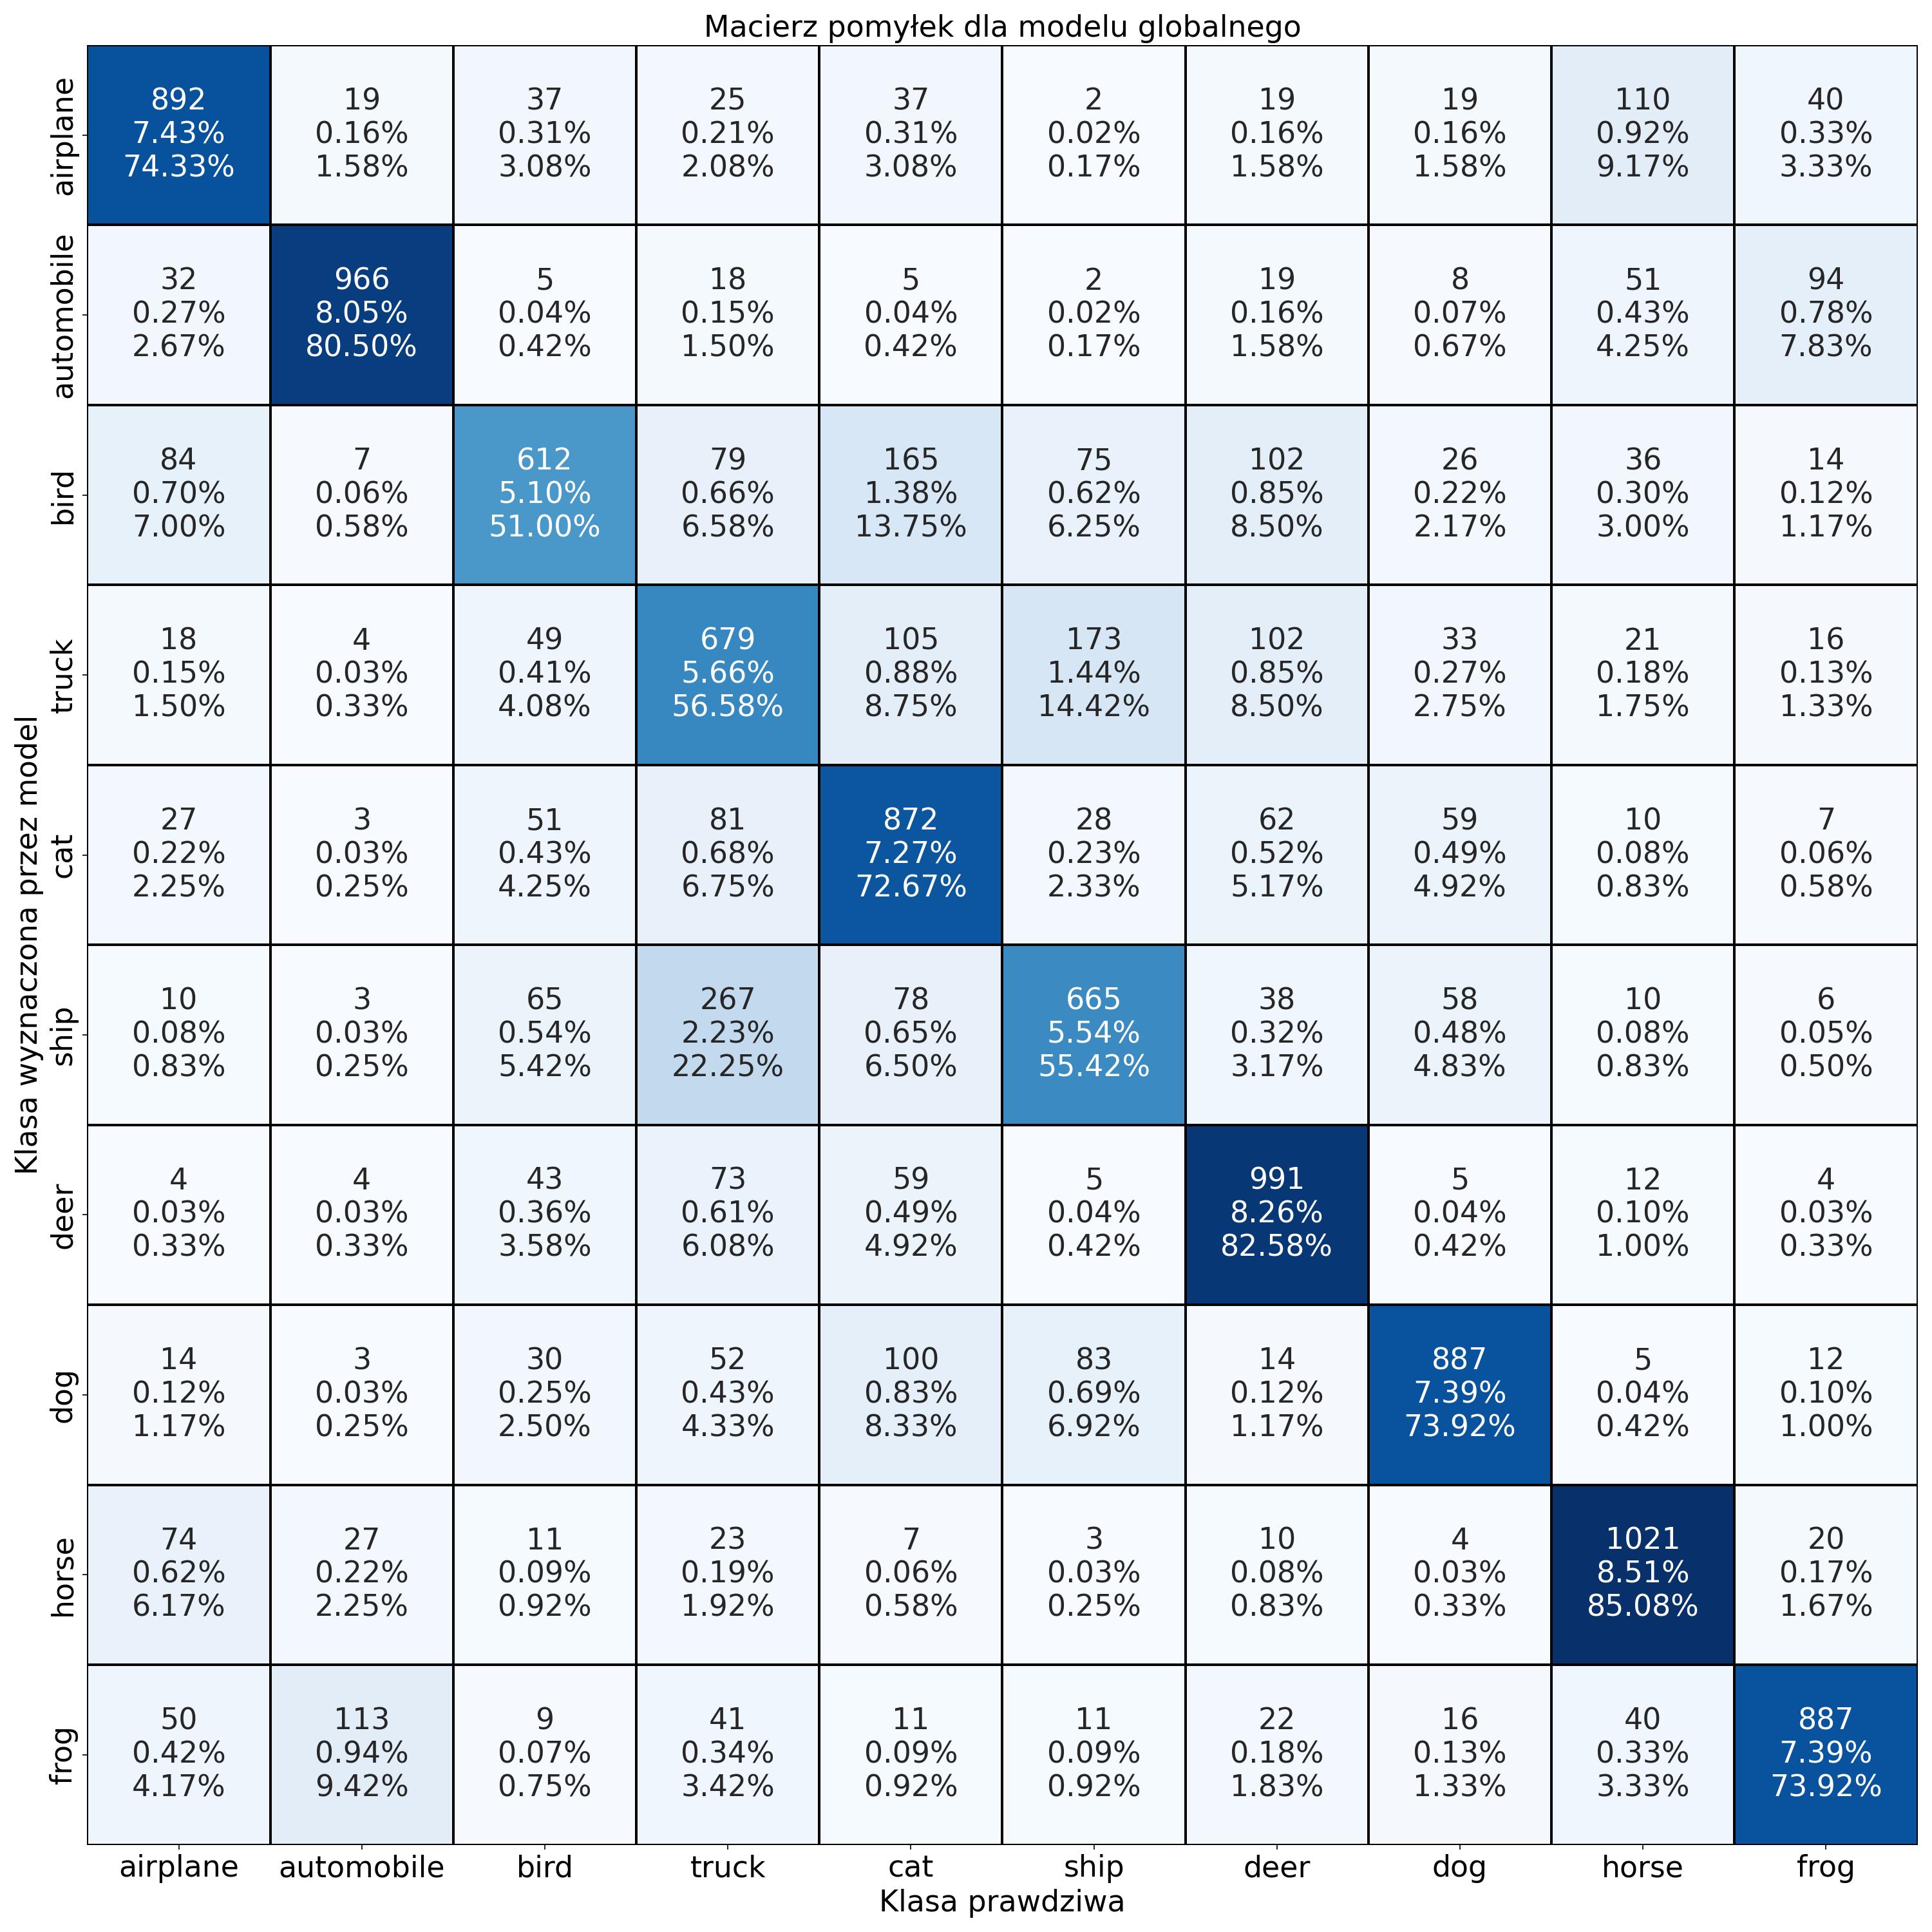 Macierz pomyłek dla modelu globalnego
Klasa wyznaczona przez model
airplane
892 19 37 25 37 2 19 19 110 40
7.43% 0.16% 0.31% 0.21% 0.31% 0.02% 0.16% 0.16% 0.92% 0.33%
74.33% 1.58% 3.08% 2.08% 3.08% 0.17% 1.58% 1.58% 9.17% 3.33%
automobile
32 966 5 18 5 2 19 8 51 94
0.27% 8.05% 0.04% 0.15% 0.04% 0.02% 0.16% 0.07% 0.43% 0.78%
2.67% 80.50% 0.42% 1.50% 0.42% 0.17% 1.58% 0.67% 4.25% 7.83%
bird
84 7 612 79 165 75 102 26 36 14
0.70% 0.06% 5.10% 0.66% 1.38% 0.62% 0.85% 0.22% 0.30% 0.12%
7.00% 0.58% 51.00% 6.58% 13.75% 6.25% 8.50% 2.17% 3.00% 1.17%
truck
18 4 49 679 105 173 102 33 21 16
0.15% 0.03% 0.41% 5.66% 0.88% 1.44% 0.85% 0.27% 0.18% 0.13%
1.50% 0.33% 4.08% 56.58% 8.75% 14.42% 8.50% 2.75% 1.75% 1.33%
cat
27 3 51 81 872 28 62 59 10 7
0.22% 0.03% 0.43% 0.68% 7.27% 0.23% 0.52% 0.49% 0.08% 0.06%
2.25% 0.25% 4.25% 6.75% 72.67% 2.33% 5.17% 4.92% 0.83% 0.58%
ship
10 3 65 267 78 665 38 58 10 6
0.08% 0.03% 0.54% 2.23% 0.65% 5.54% 0.32% 0.48% 0.08% 0.05%
0.83% 0.25% 5.42% 22.25% 6.50% 55.42% 3.17% 4.83% 0.83% 0.50%
deer
4 4 43 73 59 5 991 5 12 4
0.03% 0.03% 0.36% 0.61% 0.49% 0.04% 8.26% 0.04% 0.10% 0.03%
0.33% 0.33% 3.58% 6.08% 4.92% 0.42% 82.58% 0.42% 1.00% 0.33%
dog
14 3 30 52 100 83 14 887 5 12
0.12% 0.03% 0.25% 0.43% 0.83% 0.69% 0.12% 7.39% 0.04% 0.10%
1.17% 0.25% 2.50% 4.33% 8.33% 6.92% 1.17% 73.92% 0.42% 1.00%
horse
74 27 11 23 7 3 10 4 1021 20
0.62% 0.22% 0.09% 0.19% 0.06% 0.03% 0.08% 0.03% 8.51% 0.17%
6.17% 2.25% 0.92% 1.92% 0.58% 0.25% 0.83% 0.33% 85.08% 1.67%
frog
50 113 9 41 11 11 22 16 40 887
0.42% 0.94% 0.07% 0.34% 0.09% 0.09% 0.18% 0.13% 0.33% 7.39%
4.17% 9.42% 0.75% 3.42% 0.92% 0.92% 1.83% 1.33% 3.33% 73.92%
airplane automobile bird truck cat ship deer dog horse frog
Klasa prawdziwa